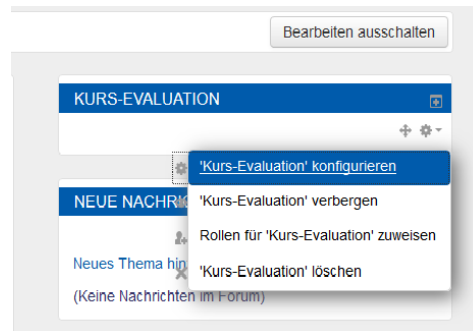 Bearbeiten ausschalten
KURS-EVALUATION
'Kurs-Evaluation' konfigurieren
NEUE NACHRI
'Kurs-Evaluation' verbergen
Rollen für 'Kurs-Evaluation' zuweisen
Neues Thema hin
'Kurs-Evaluation' löschen
(Keine Nachrichten im Forum)